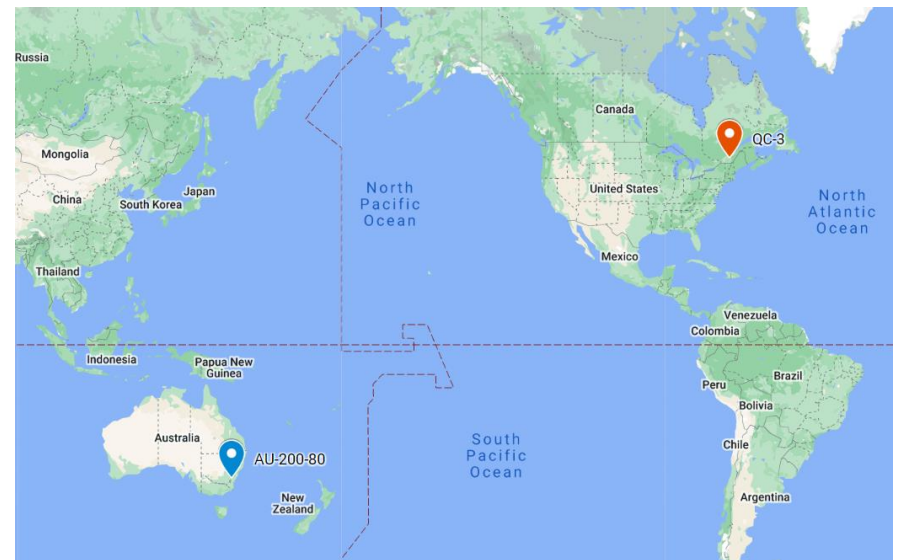 Russia
Canada
QC-3
Mongolia
United States
Japan
China
South Korea
North
Pacific
Ocean
North
Atlantic
Ocean
Mexico
Thailand
Venezuela
Colombia
Indonesia
Papua New
Guinea
Peru
Brazil
Bolivia
Australia
AU-200-80
South
Pacific
Ocean
Chile
New
Zealand
Argentina